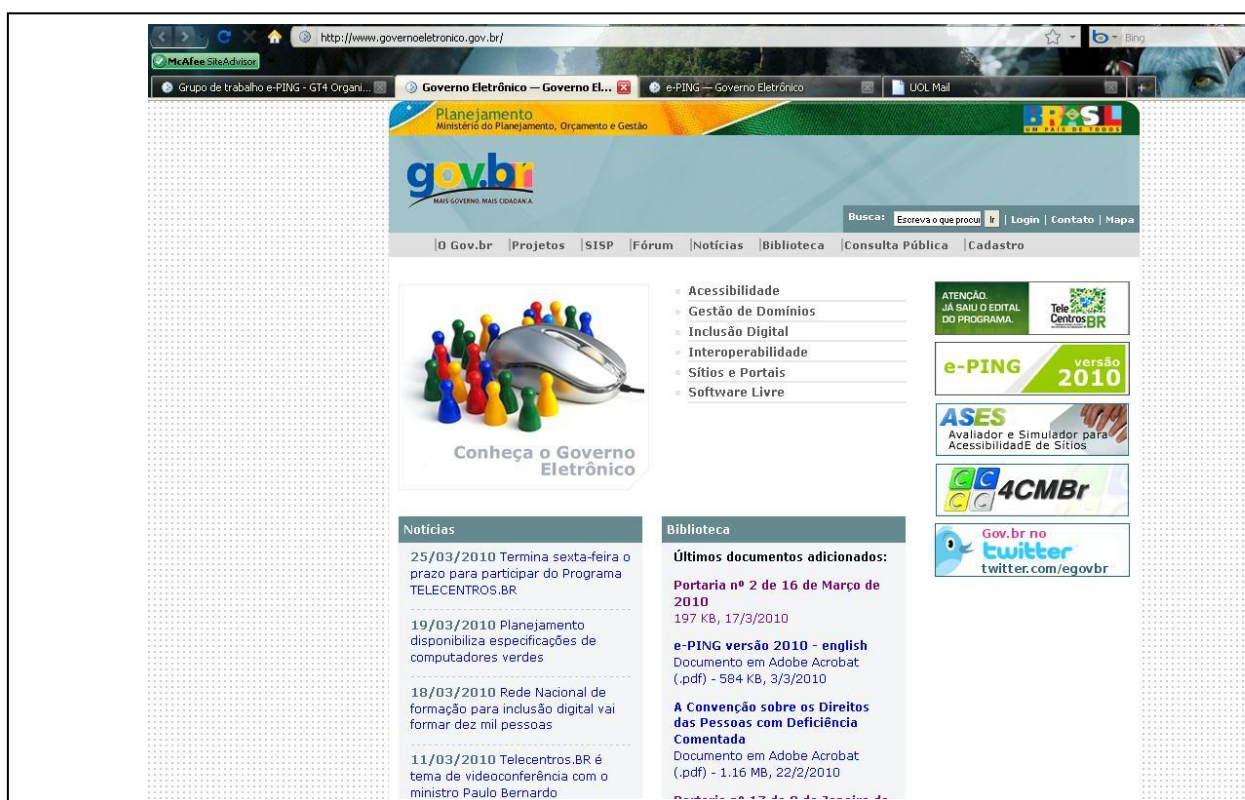 http://www.governoeletronico.gov.br/
Bing
McAfee SiteAdvisor
Grupo de trabalho e-PING - GT4 Organi...
Governo Eletrônico — Governo El...
e-PING — Governo Eletrônico
UOL Mail
Planejamento
Ministério do Planejamento, Orçamento e Gestão
BRASIL
UM PAÍS DE TODOS
gov.br
MAIS GOVERNO. MAIS CIDADANIA.
Busca: Escreva o que procu Ir | Login | Contato | Mapa
|O Gov.br |Projetos |SISP |Fórum |Notícias |Biblioteca |Consulta Pública |Cadastro
Conheça o Governo
Eletrônico
Acessibilidade
Gestão de Domínios
Inclusão Digital
Interoperabilidade
Sítios e Portais
Software Livre
ATENÇÃO.
JÁ SAIU O EDITAL
DO PROGRAMA.
Tele
CentrosBR
e-PING versão
2010
ASES
Avaliador e Simulador para
AcessibilidadE de Sítios
CCCC 4CMBr
Gov.br no
twitter
twitter.com/egovbr
Notícias
25/03/2010 Termina sexta-feira o
prazo para participar do Programa
TELECENTROS.BR
19/03/2010 Planejamento
disponibiliza especificações de
computadores verdes
18/03/2010 Rede Nacional de
formação para inclusão digital vai
formar dez mil pessoas
11/03/2010 Telecentros.BR é
tema de videoconferência com o
ministro Paulo Bernardo
Biblioteca
Últimos documentos adicionados:
Portaria nº 2 de 16 de Março de
2010
197 KB, 17/3/2010
e-PING versão 2010 - english
Documento em Adobe Acrobat
(.pdf) - 584 KB, 3/3/2010
A Convenção sobre os Direitos
das Pessoas com Deficiência
Comentada
Documento em Adobe Acrobat
(.pdf) - 1.16 MB, 22/2/2010
Portaria nº 17 de 8 de Janeiro de